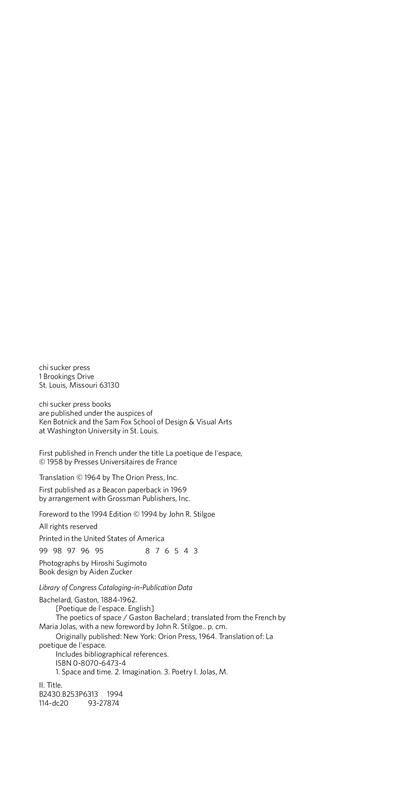 chi sucker press
1 Brookings Drive
St. Louis, Missouri 63130
chi sucker press books
are published under the auspices of
Ken Botnick and the Sam Fox School of Design & Visual Arts
at Washington University in St. Louis.
First published in French under the title La poetique de l'espace,
© 1958 by Presses Universitaires de France
Translation © 1964 by The Orion Press, Inc.
First published as a Beacon paperback in 1969
by arrangement with Grossman Publishers, Inc.
Foreword to the 1994 Edition © 1994 by John R. Stilgoe
All rights reserved
Printed in the United States of America
99 98 97 96 95 8 7 6 5 4 3
Photographs by Hiroshi Sugimoto
Book design by Aiden Zucker
Library of Congress Cataloging-in-Publication Data
Bachelard, Gaston, 1884-1962.
[Poetique de l'espace. English]
The poetics of space / Gaston Bachelard ; translated from the French by
Maria Jolas, with a new foreword by John R. Stilgoe.. p. cm.
Originally published: New York: Orion Press, 1964. Translation of: La
poetique de l'espace.
Includes bibliographical references.
ISBN 0-8070-6473-4
1. Space and time. 2. Imagination. 3. Poetry I. Jolas, M.
II. Title.
B2430.B253P6313 1994
114-dc20 93-27874